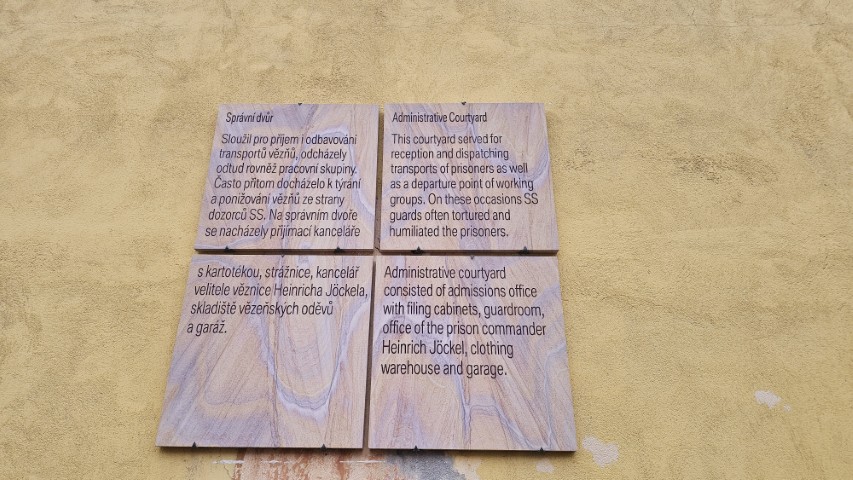 Správní dvůr
Sloužil pro příjem i odbavování
transportů vězňů, odcházely
odtud rovněž pracovní skupiny.
Často přitom docházelo k týrání
a ponižování vězňů ze strany
dozorců SS. Na správním dvoře
se nacházely přijímací kanceláře
s kartotékou, strážnice, kancelář
velitele věznice Heinricha Jöckela,
skladiště vězeňských oděvů
a garáž.
Administrative Courtyard
This courtyard served for
reception and dispatching
transports of prisoners as well
as a departure point of working
groups. On these occasions SS
guards often tortured and
humiliated the prisoners.
Administrative courtyard
consisted of admissions office
with filing cabinets, guardroom,
office of the prison commander
Heinrich Jöckel, clothing
warehouse and garage.